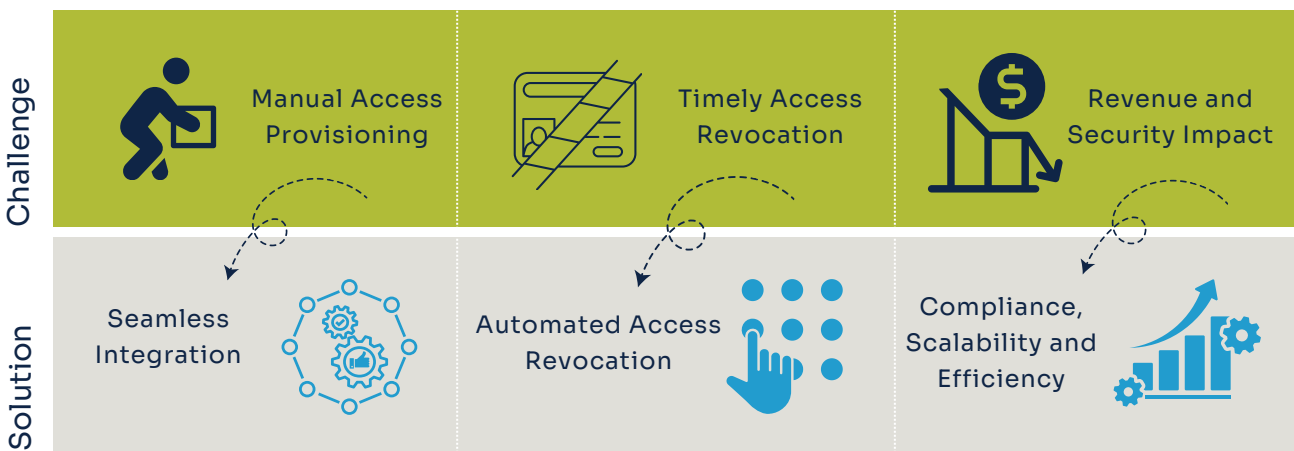 Challenge
Manual Access
Provisioning
Timely Access
Revocation
$
Revenue and
Security Impact
Solution
Seamless
Integration
Automated Access
Revocation
Compliance,
Scalability and
Efficiency